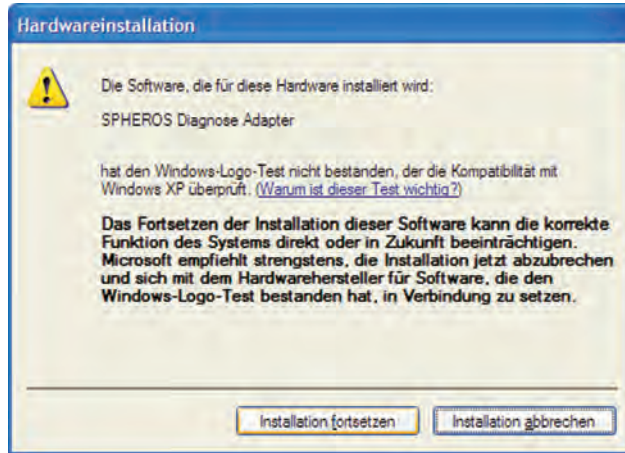 Hardwareinstallation
Die Software, die für diese Hardware installiert wird:
SPHEROS Diagnose Adapter
hat den Windows-Logo-Test nicht bestanden, der die Kompatibilität mit
Windows XP überprüft. (Warum ist dieser Test wichtig?)
Das Fortsetzen der Installation dieser Software kann die korrekte
Funktion des Systems direkt oder in Zukunft beeinträchtigen.
Microsoft empfiehlt strengstens, die Installation jetzt abzubrechen
und sich mit dem Hardwarehersteller für Software, die den
Windows-Logo-Test bestanden hat, in Verbindung zu setzen.
Installation fortsetzen Installation abbrechen